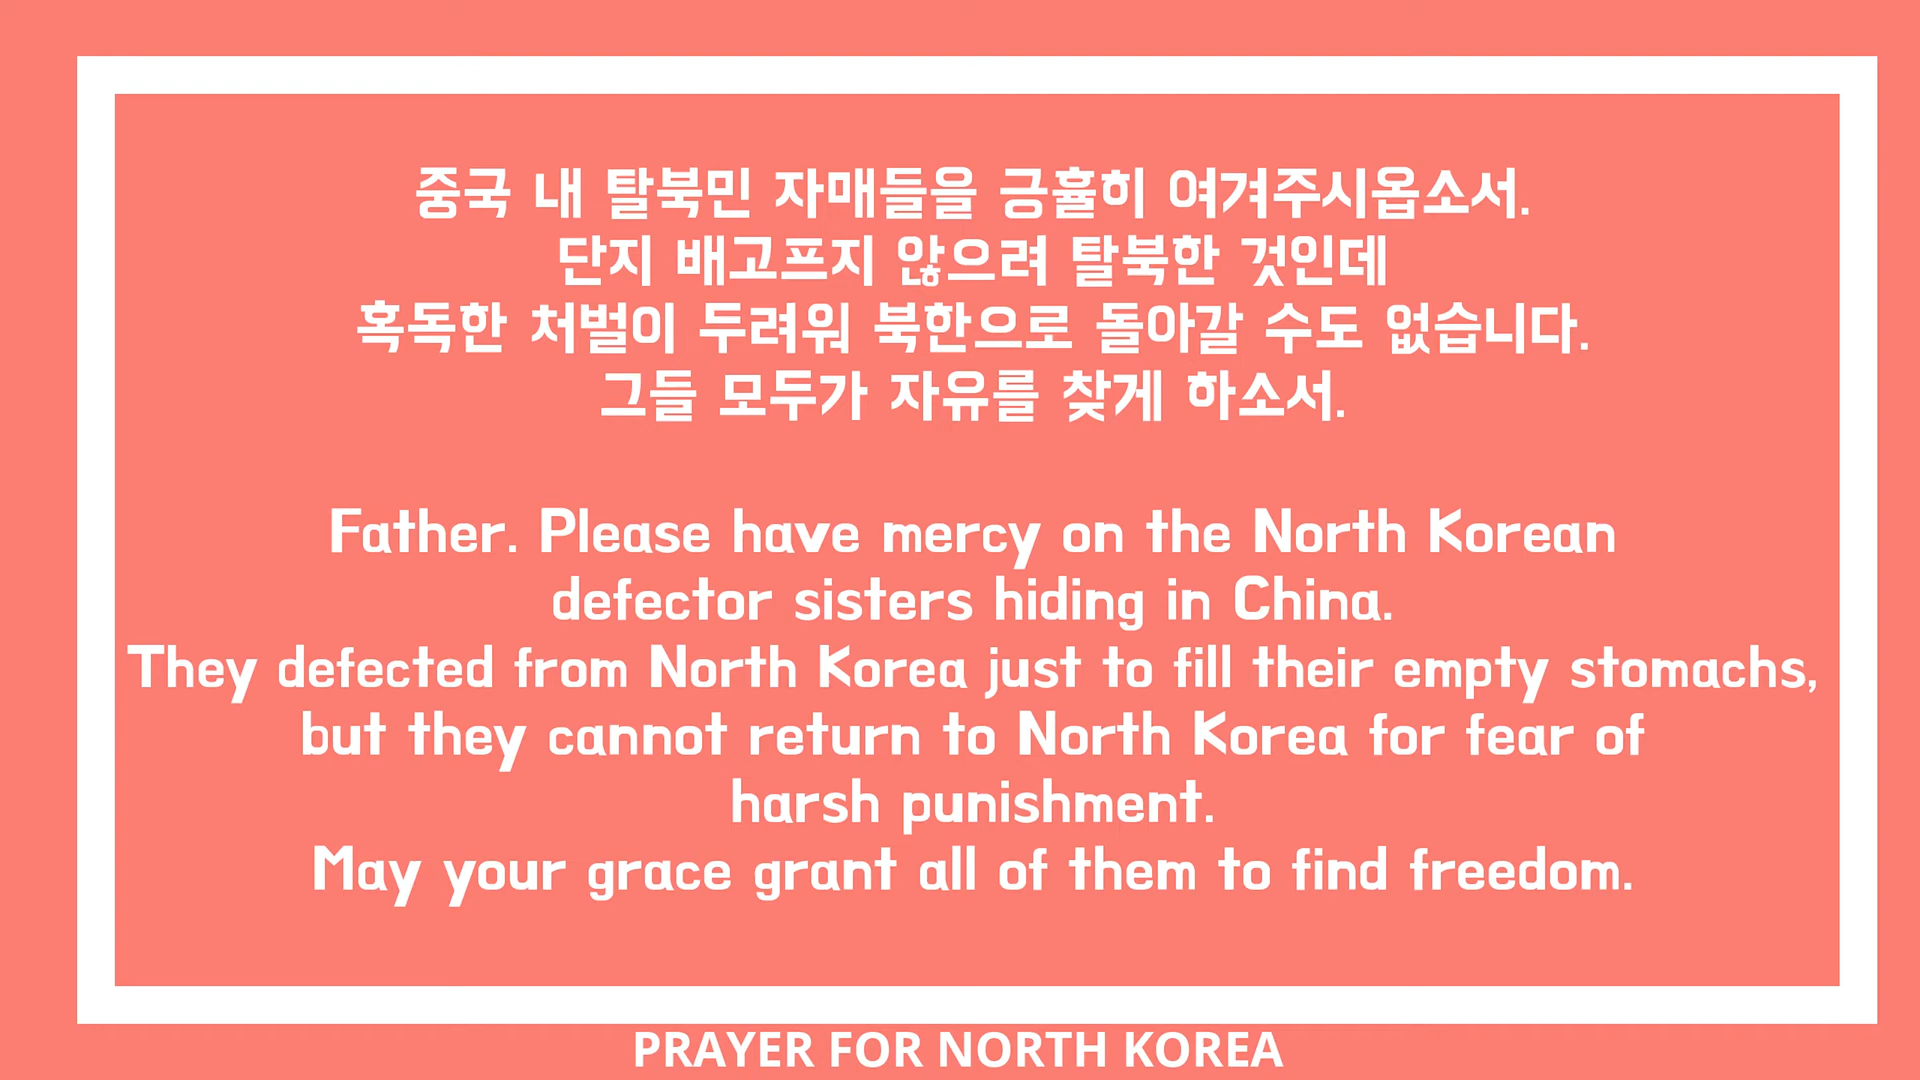 중국 내 탈북민 자매들을 긍휼히 여겨주시옵소서.
단지 배고프지 않으려 탈북한 것인데
혹독한 처벌이 두려워 북한으로 돌아갈 수도 없습니다.
그들 모두가 자유를 찾게 하소서.
Father. Please have mercy on the North Korean
defector sisters hiding in China.
They defected from North Korea just to fill their empty stomachs,
but they cannot return to North Korea for fear of
harsh punishment.
May your grace grant all of them to find freedom.
PRAYER FOR NORTH KOREA